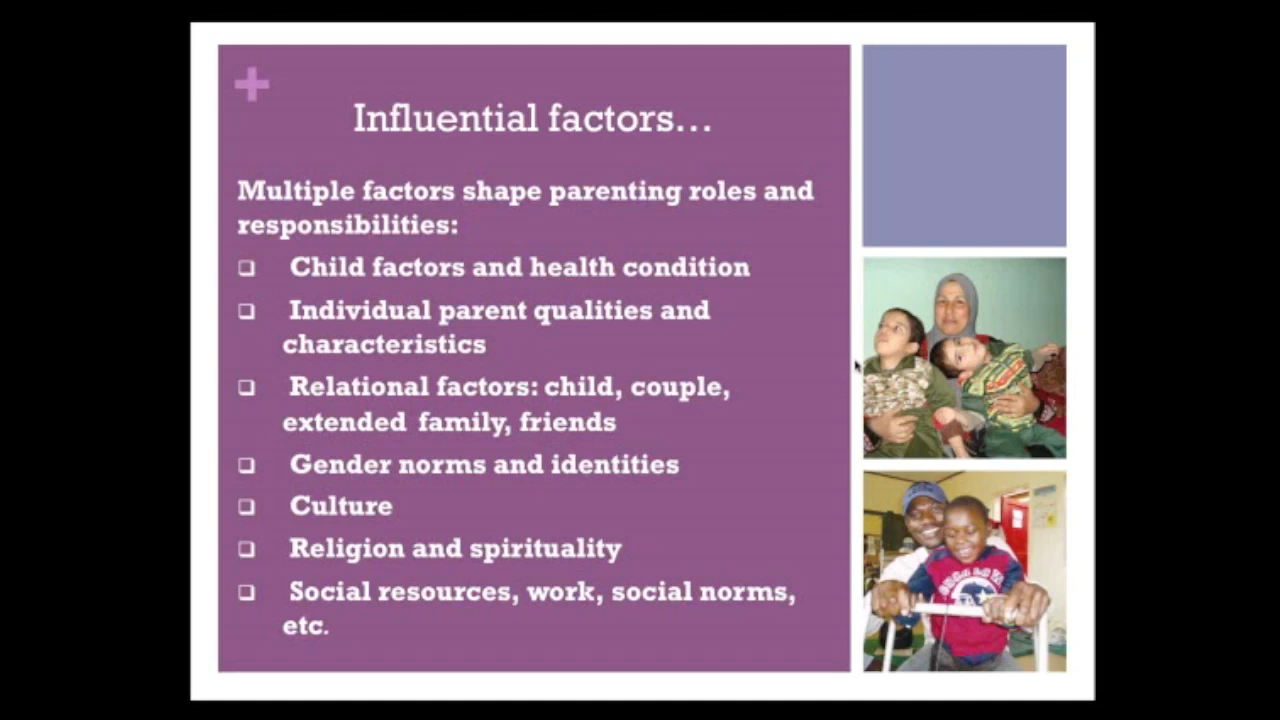 Influential factors...
Multiple factors shape parenting roles and
responsibilities:
❑ Child factors and health condition
❑ Individual parent qualities and
characteristics
❑ Relational factors: child, couple,
extended family, friends
❑ Gender norms and identities
❑ Culture
❑ Religion and spirituality
❑ Social resources, work, social norms,
etc.